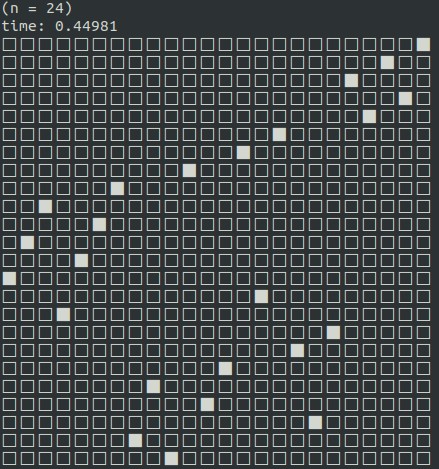 (n = 24)
time: 0.44981